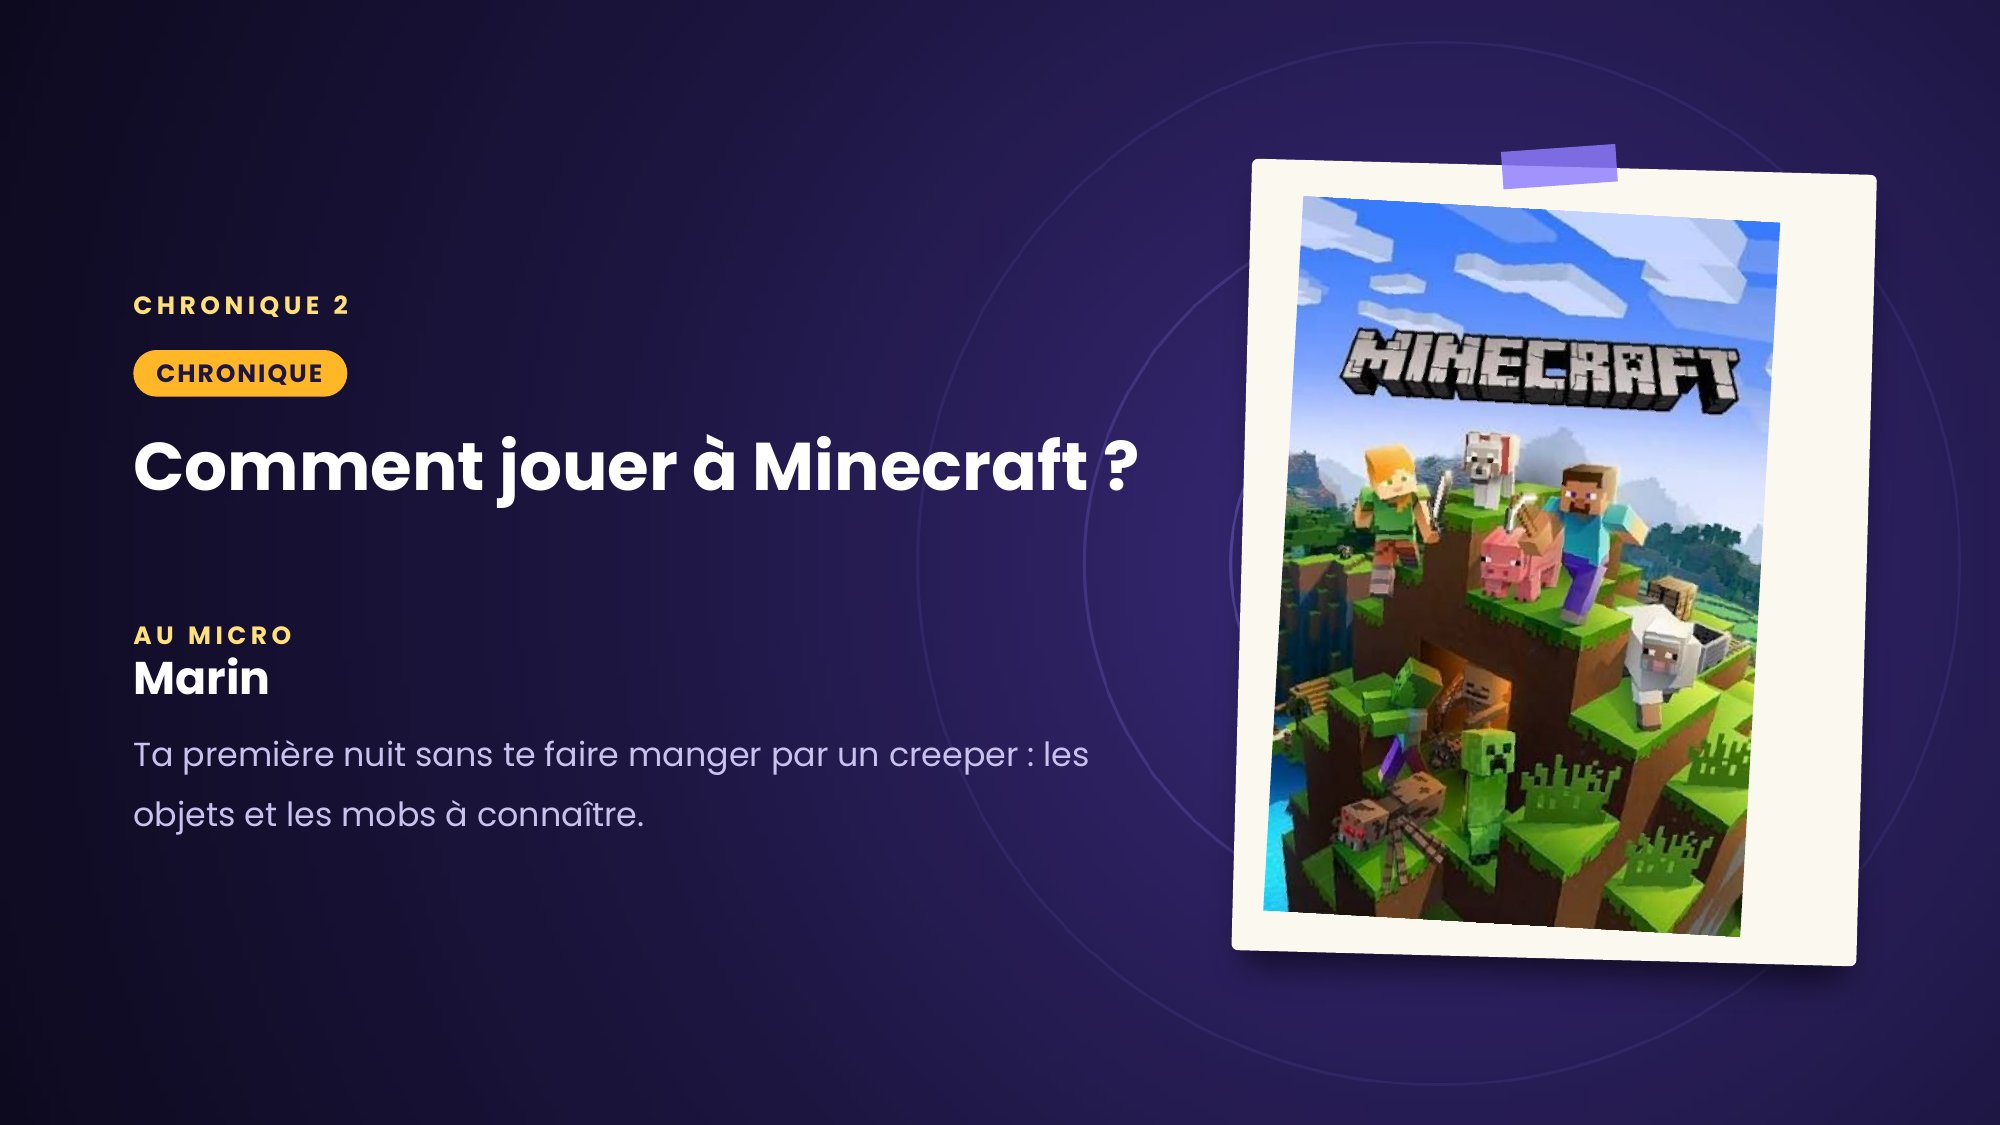 CHRONIQUE 2
CHRONIQUE
Comment jouer à Minecraft ?
AU MICRO
Marin
Ta première nuit sans te faire manger par un creeper : les
objets et les mobs à connaître.
MINECRAFT